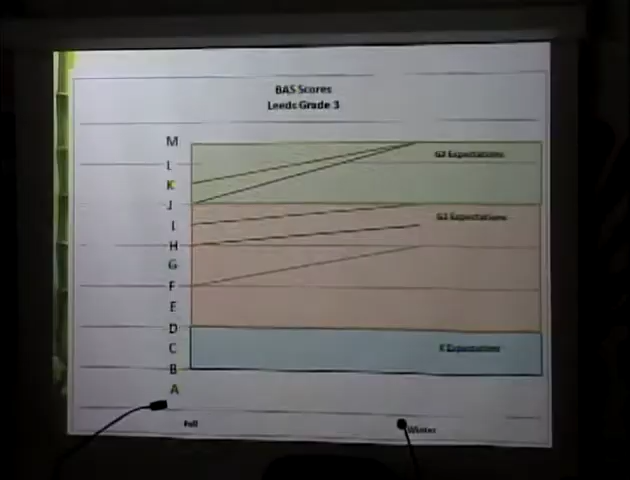 BAS Scores
Leeds Grade 3
M
L
K
J
I
H
G
F
E
D
C
B
A
G2 Expectations
G1 Expectations
K Expectations
Fall
Winter